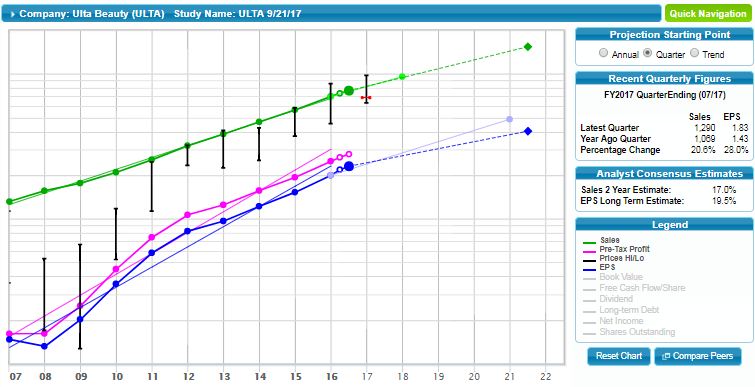 Company: Ulta Beauty (ULTA) Study Name: ULTA 9/21/17
Quick Navigation
Projection Starting Point
Annual Quarter Trend
Recent Quarterly Figures
FY2017 QuarterEnding (07/17)
Sales EPS
Latest Quarter 1,290 1.83
Year Ago Quarter 1,069 1.43
Percentage Change 20.6% 28.0%
Analyst Consensus Estimates
Sales 2 Year Estimate: 17.0%
EPS Long Term Estimate: 19.5%
Legend
Sales
Pre-Tax Profit
Prices Hi/Lo
EPS
Book Value
Free Cash Flow/Share
Dividend
Long-term Debt
Net Income
Shares Outstanding
Reset Chart Compare Peers
07 08 09 10 11 12 13 14 15 16 17 18 19 20 21 22